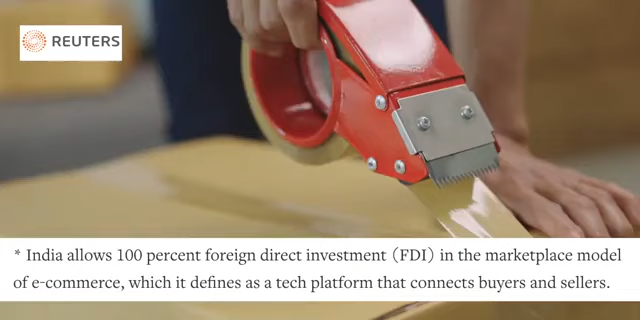 REUTERS
* India allows 100 percent foreign direct investment (FDI) in the marketplace model
of e-commerce, which it defines as a tech platform that connects buyers and sellers.